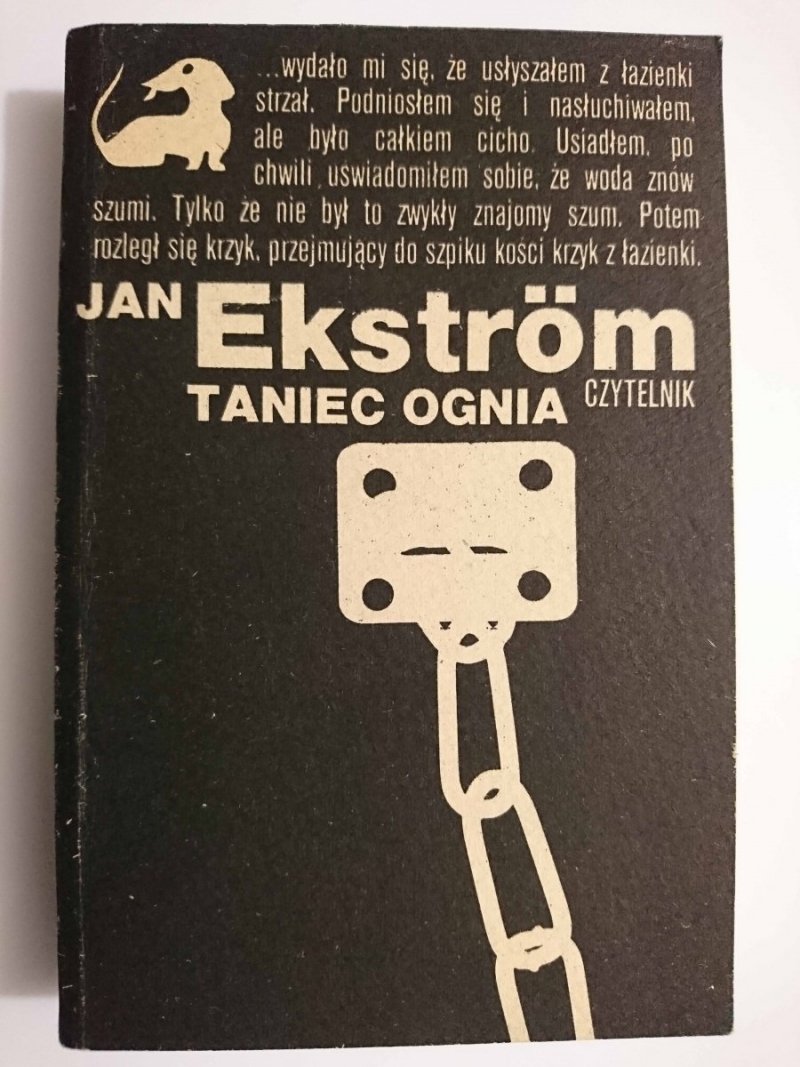 ...wydało mi się, że usłyszałem z łazienki
strzał. Podniosłem się i nasłuchiwałem,
ale było całkiem cicho. Usiadłem, po
chwili uświadomiłem sobie, że woda znów
szumi. Tylko że nie był to zwykły znajomy szum. Potem
rozległ się krzyk, przejmujący do szpiku kości krzyk z łazienki.
JAN Ekström
TANIEC OGNIA CZYTELNIK